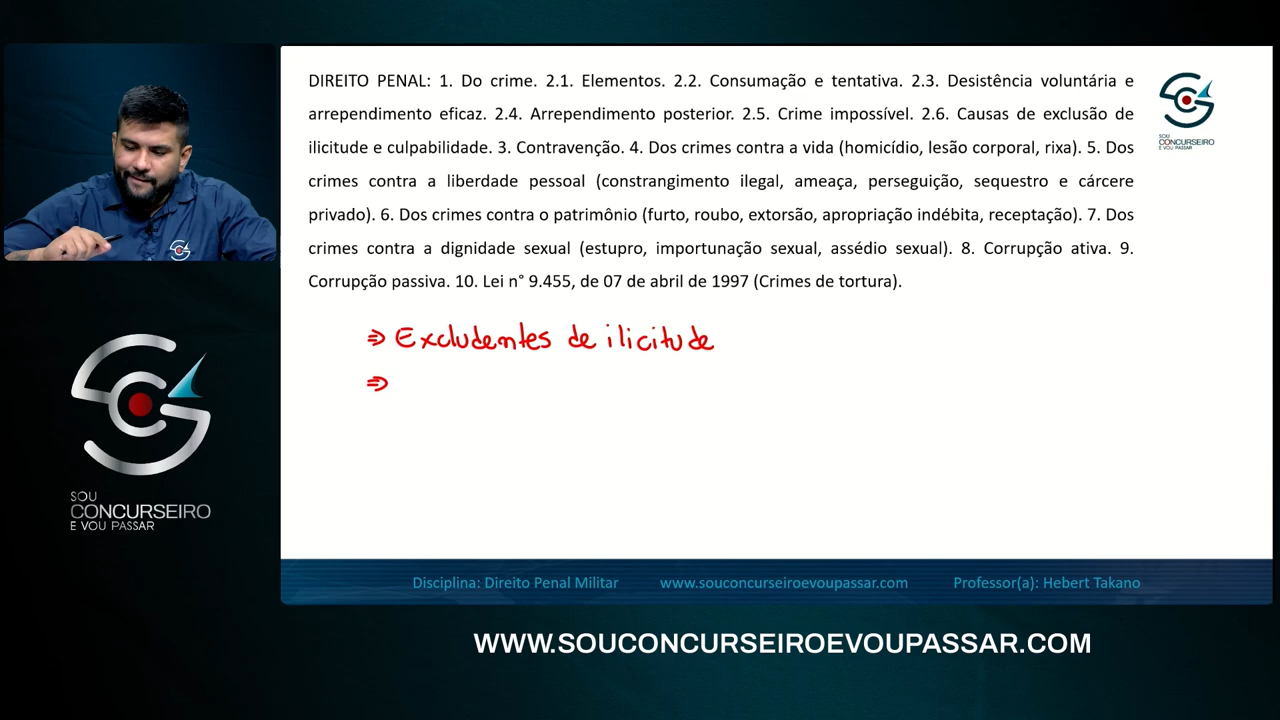 DIREITO PENAL: 1. Do crime. 2.1. Elementos. 2.2. Consumação e tentativa. 2.3. Desistência voluntária e
arrependimento eficaz. 2.4. Arrependimento posterior. 2.5. Crime impossível. 2.6. Causas de exclusão de
ilicitude e culpabilidade. 3. Contravenção. 4. Dos crimes contra a vida (homicídio, lesão corporal, rixa). 5. Dos
crimes contra a liberdade pessoal (constrangimento ilegal, ameaça, perseguição, sequestro e cárcere
privado). 6. Dos crimes contra o patrimônio (furto, roubo, extorsão, apropriação indébita, receptação). 7. Dos
crimes contra a dignidade sexual (estupro, importunação sexual, assédio sexual). 8. Corrupção ativa. 9.
Corrupção passiva. 10. Lei n° 9.455, de 07 de abril de 1997 (Crimes de tortura).
⇒ Excludentes de ilicitude
⇒
SOU
CONCURSEIRO
E VOU PASSAR
SOU
CONCURSEIRO
E VOU PASSAR
Disciplina: Direito Penal Militar www.souconcurseiroevoupassar.com Professor(a): Hebert Takano
WWW.SOUCONCURSEIROEVOUPASSAR.COM